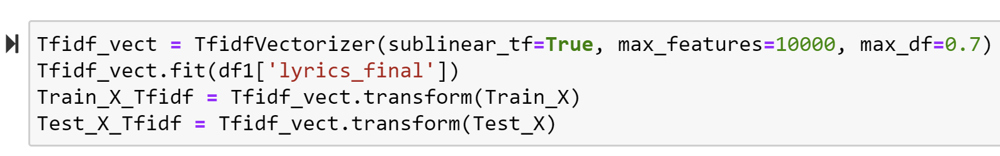 Tfidf_vect = TfidfVectorizer(sublinear_tf=True, max_features=10000, max_df=0.7)
Tfidf_vect.fit(df1['lyrics_final'])
Train_X_Tfidf = Tfidf_vect.transform(Train_X)
Test_X_Tfidf = Tfidf_vect.transform(Test_X)